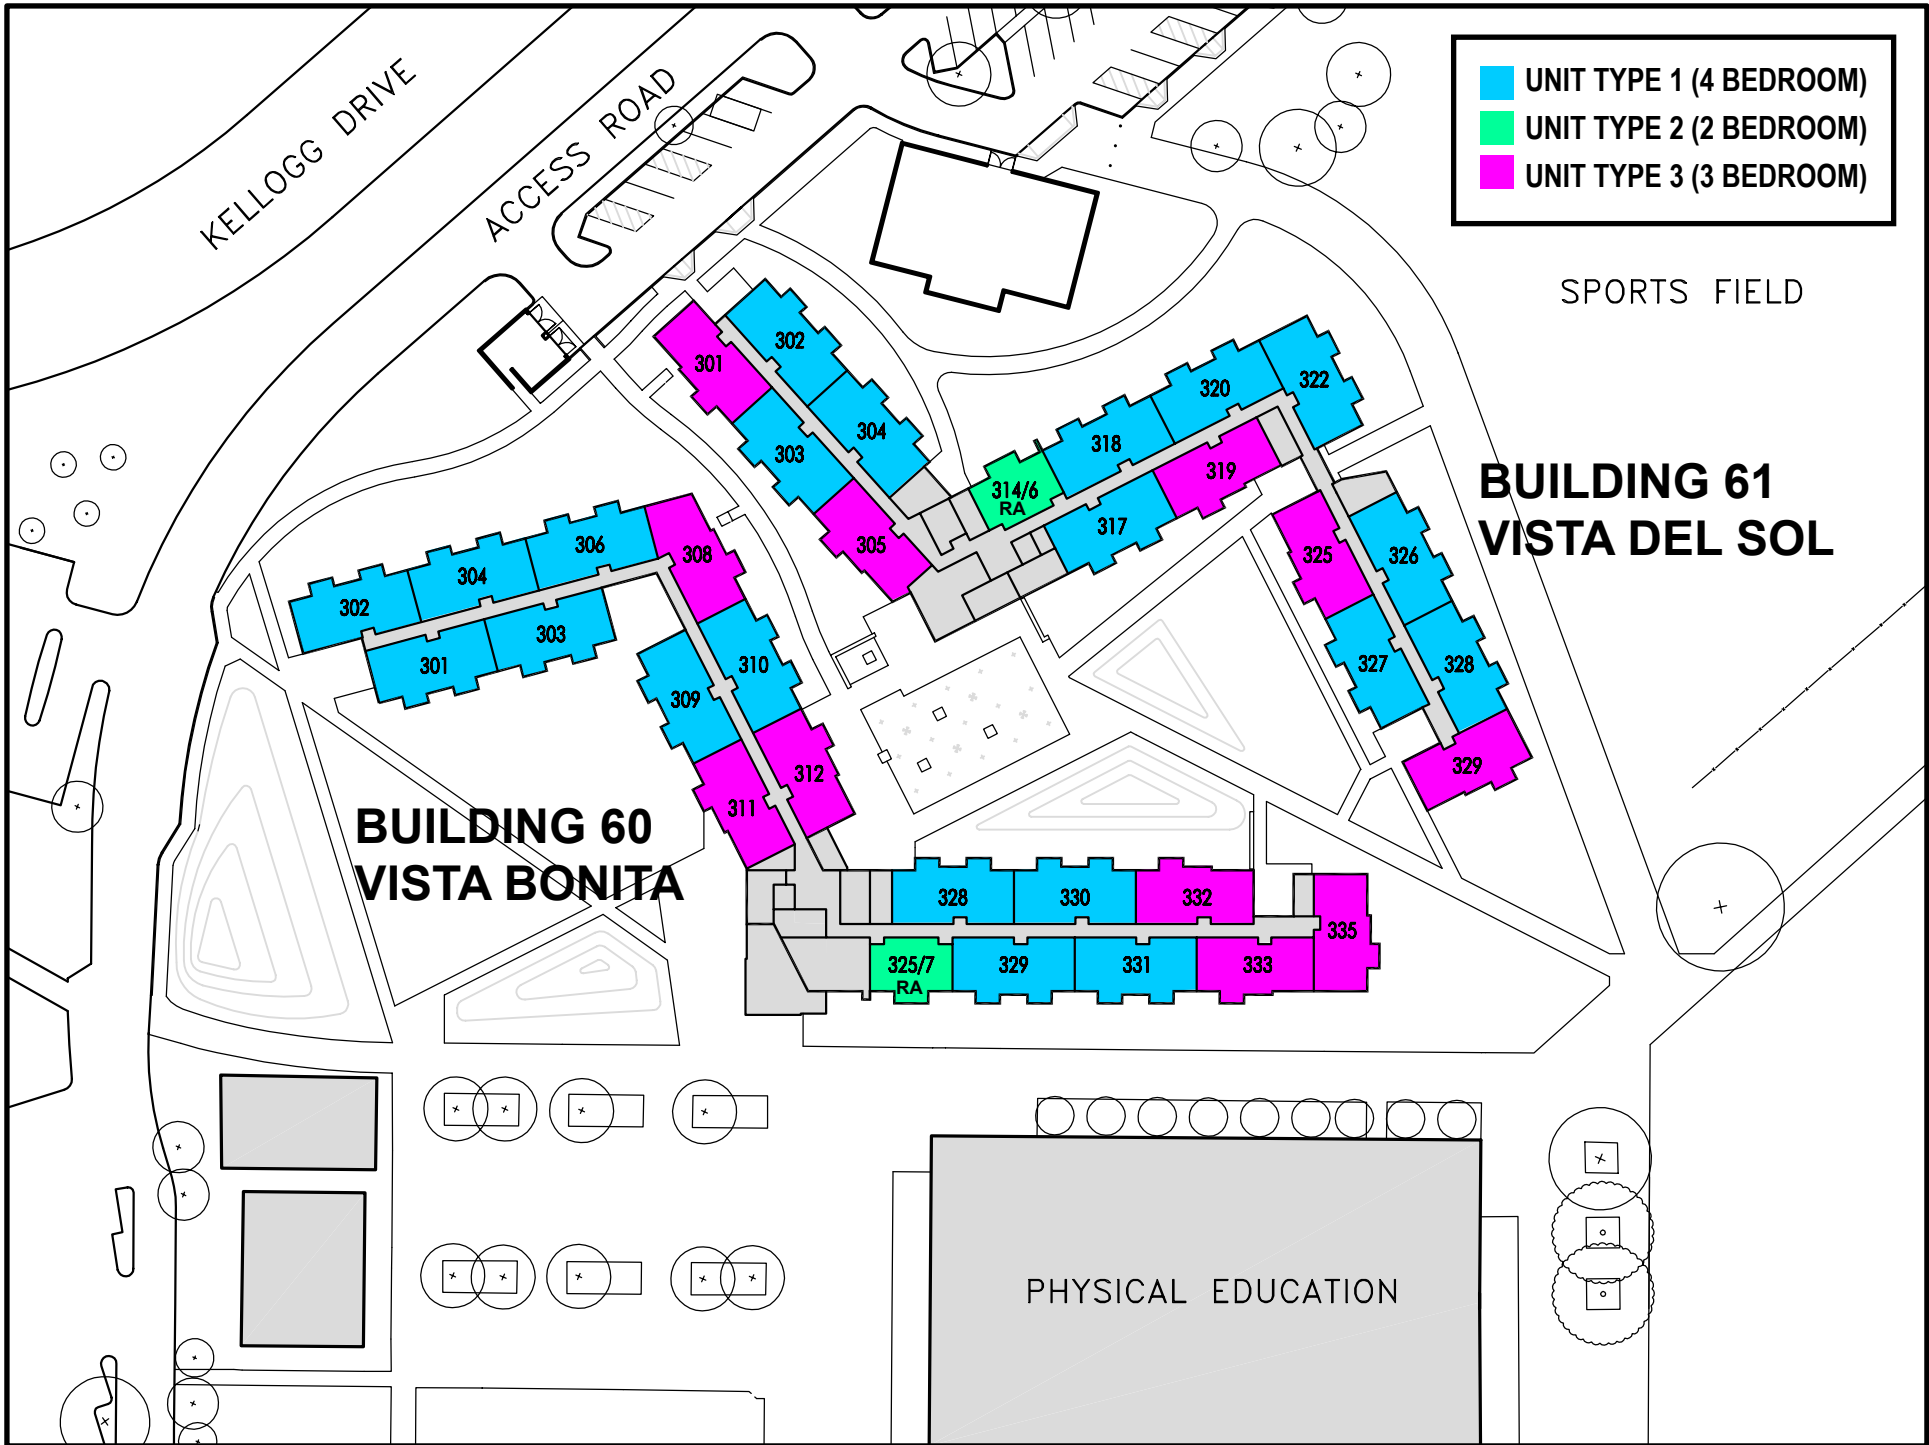 KELLOGG DRIVE
ACCESS ROAD
UNIT TYPE 1 (4 BEDROOM)
UNIT TYPE 2 (2 BEDROOM)
UNIT TYPE 3 (3 BEDROOM)
SPORTS FIELD
BUILDING 61
VISTA DEL SOL
301
302
303
304
305
314/6
RA
317
318
319
320
322
325
326
327
328
329
BUILDING 60
VISTA BONITA
302
304
306
308
301
303
310
309
312
311
328
330
332
335
325/7
RA
329
331
333
PHYSICAL EDUCATION